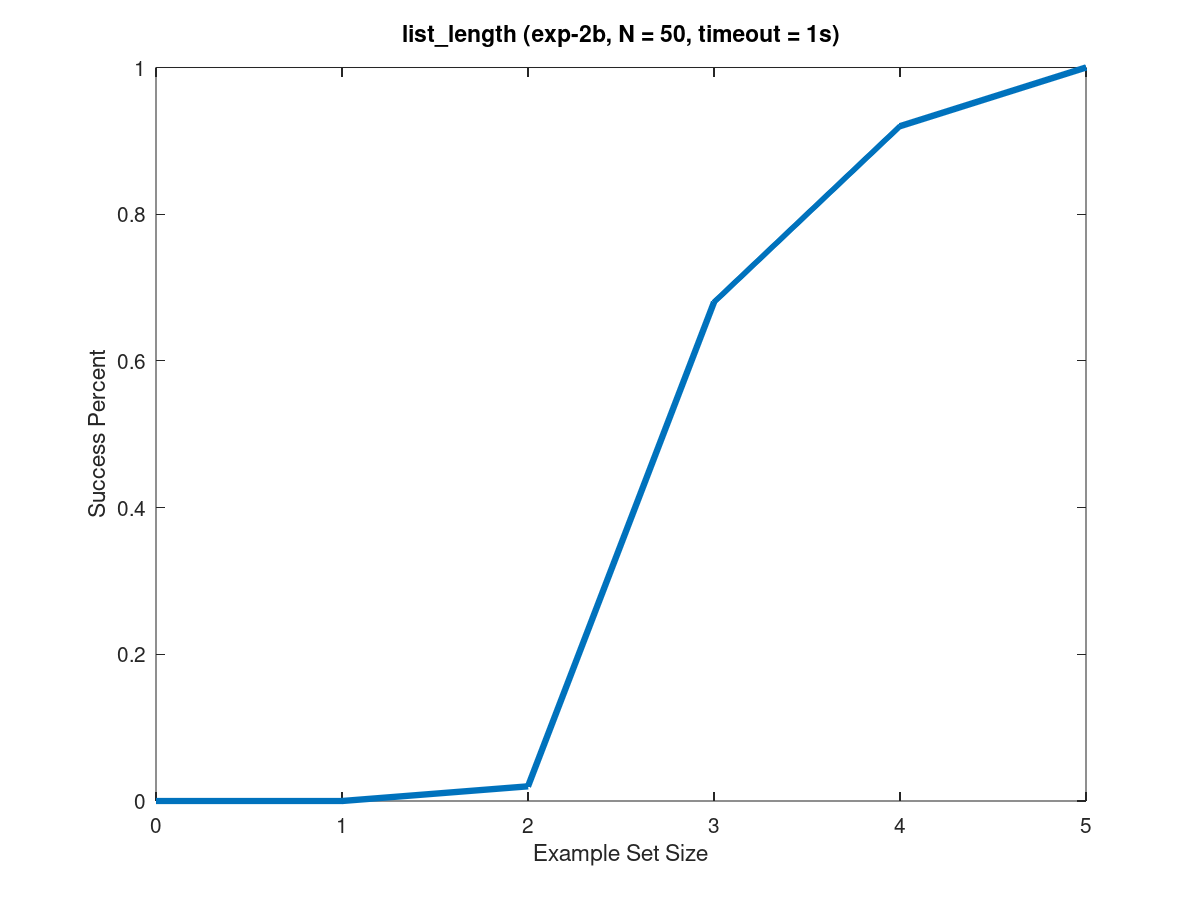 list_length (exp-2b, N = 50, timeout = 1s)
1
0.8
0.6
0.4
0.2
0
Success Percent
0 1 2 3 4 5
Example Set Size